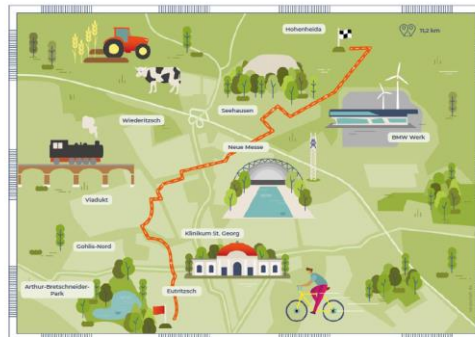 Hohenheida
11,2 km
Seehausen
Wiederitzsch
BMW Werk
Neue Messe
Viadukt
Klinikum St. Georg
Gohlis-Nord
Arthur-Bretschneider-
Park
Eutritzsch